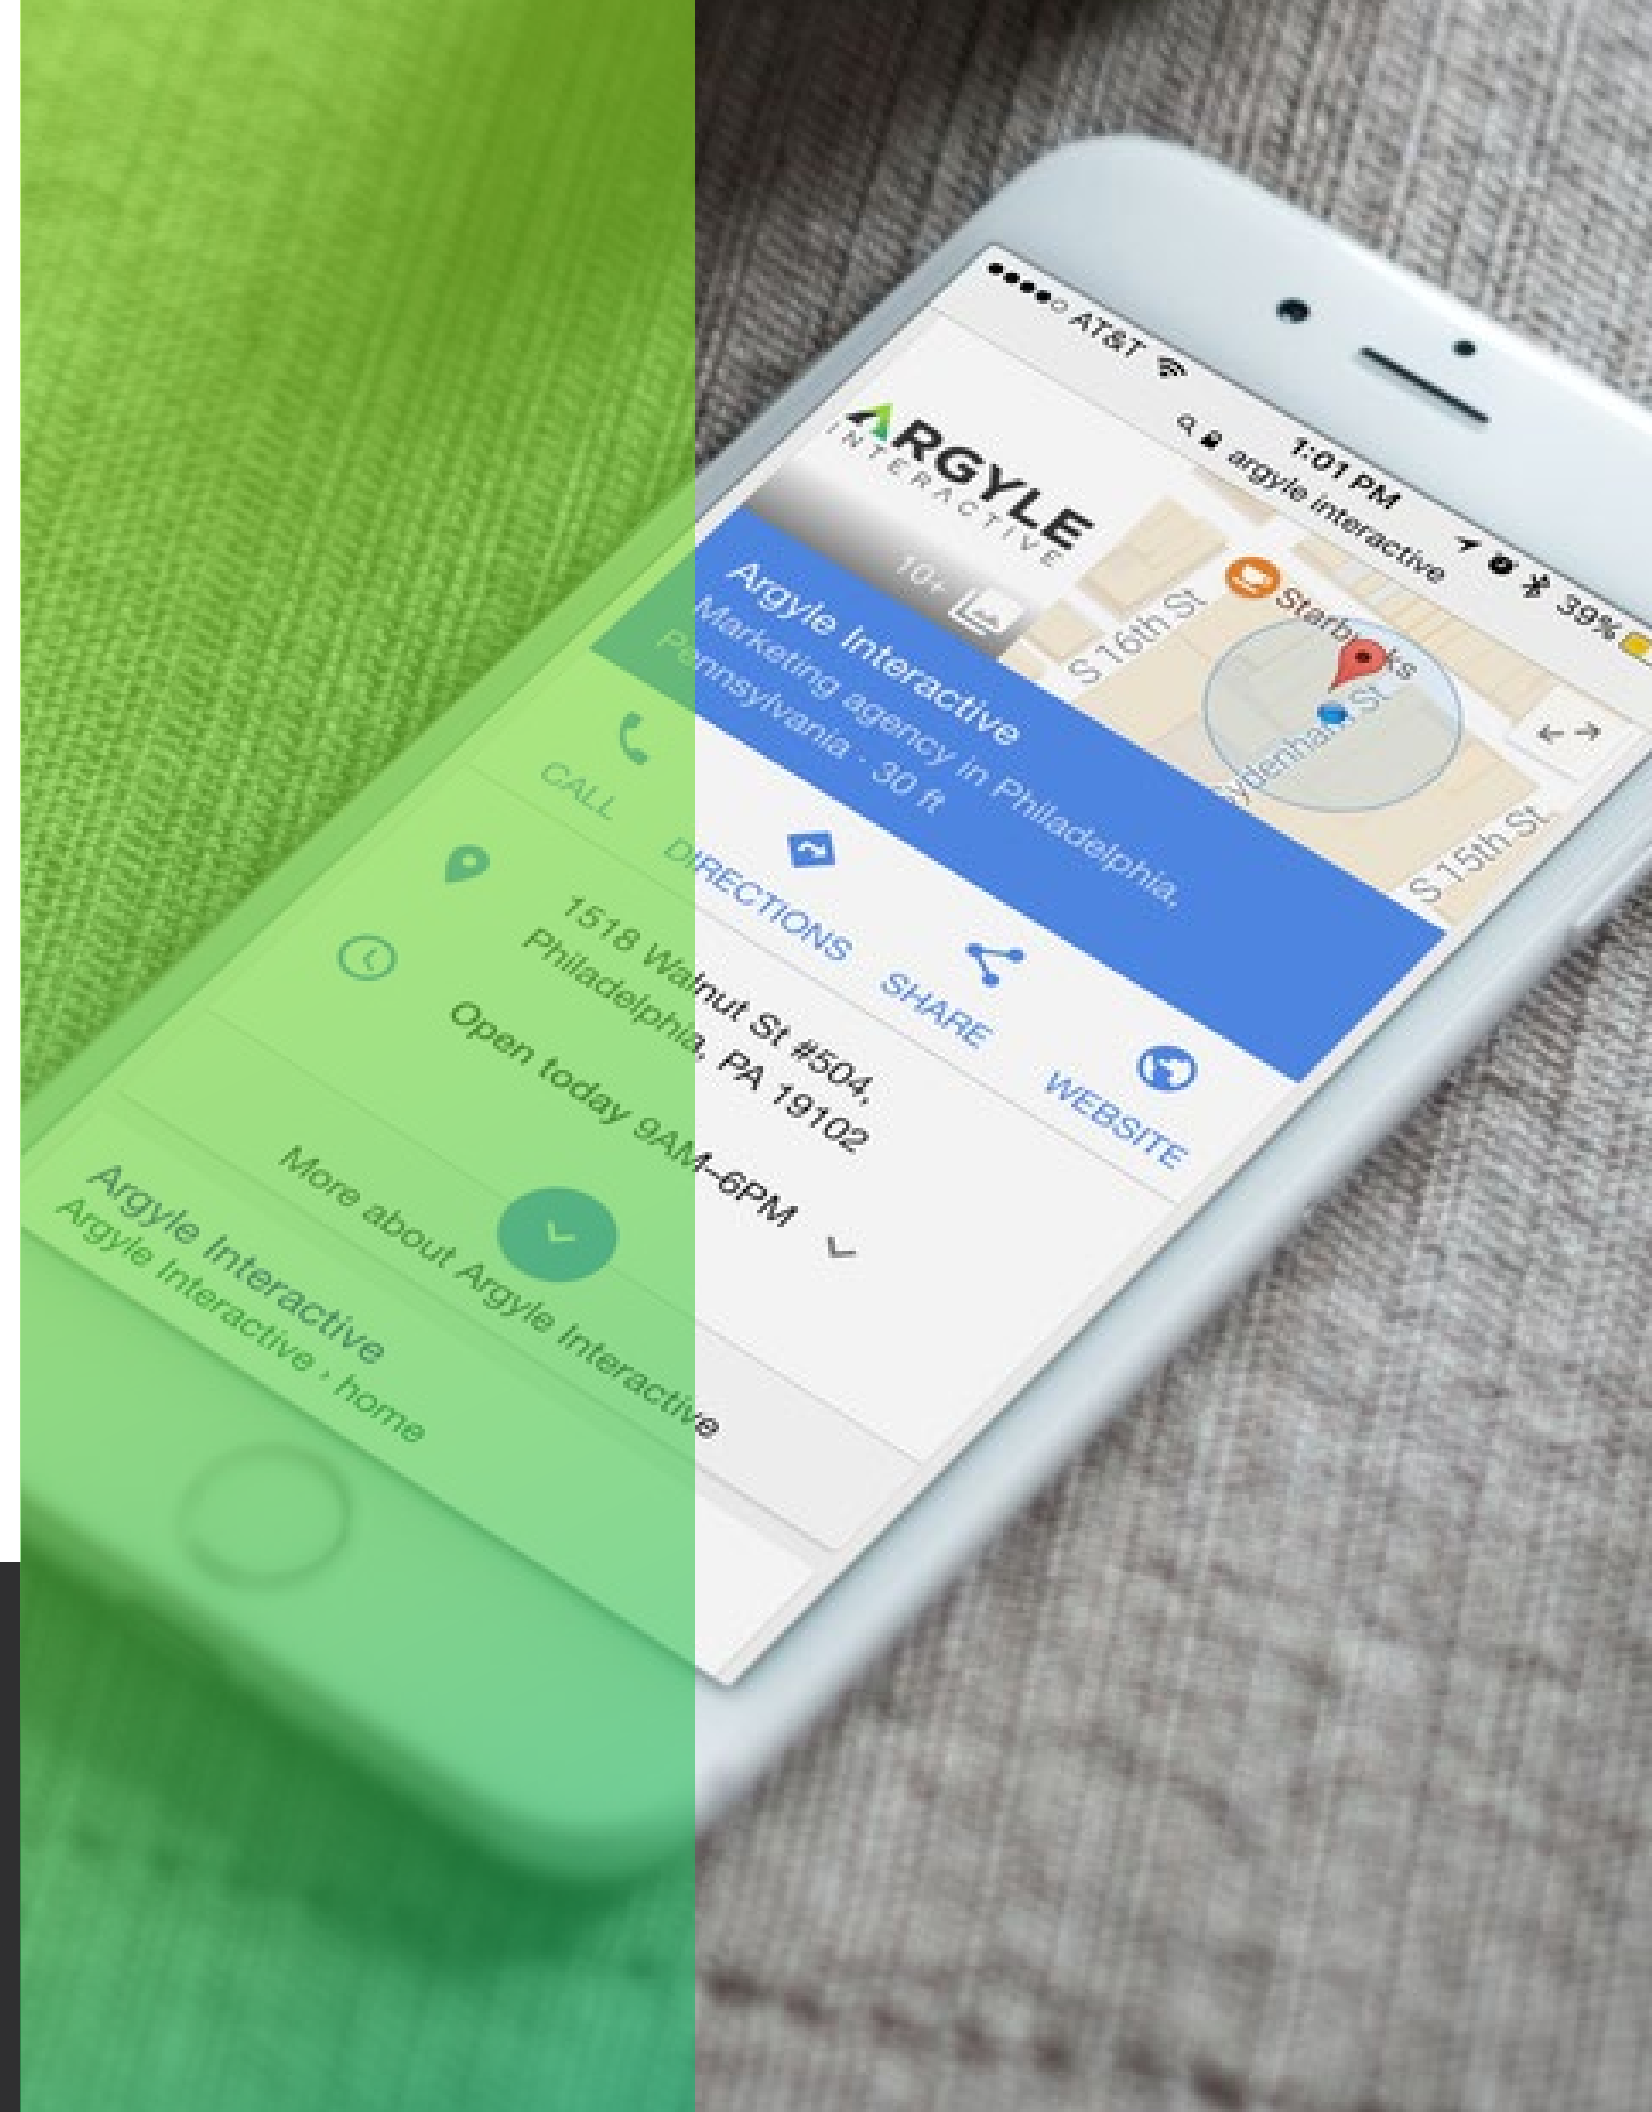 AT&T
1:01 PM
39%
argyle interactive
ARGYLE
INTERACTIVE
10+
Starbucks
S 16th St
S 15th St
Argyle Interactive
Marketing agency in Philadelphia,
Pennsylvania · 30 ft
CALL
DIRECTIONS
SHARE
WEBSITE
1518 Walnut St #504,
Philadelphia, PA 19102
Open today 9AM–6PM
More about Argyle Interactive
Argyle Interactive
Argyle Interactive › home